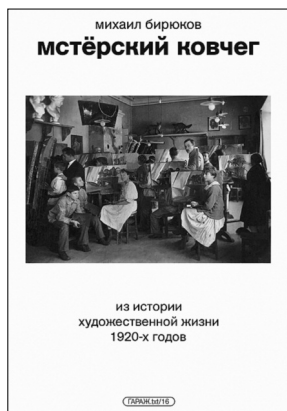 михаил бирюков
мстёрский ковчег
из истории
художественной жизни
1920-х годов
ГАРАЖ.txt/16